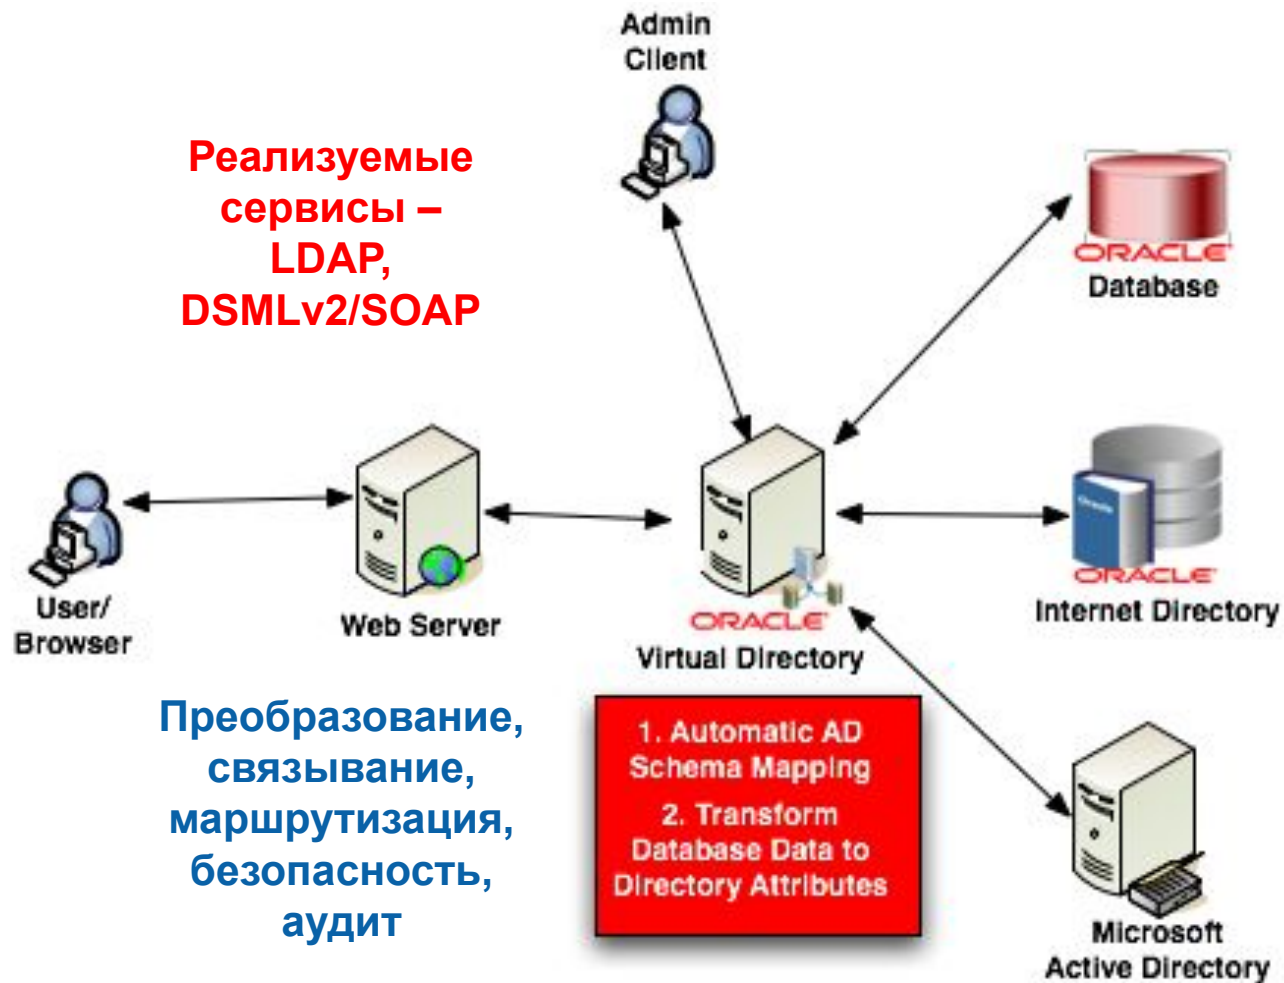 Admin
Client
Реализуемые
сервисы –
LDAP,
DSMLv2/SOAP
ORACLE
Database
User/
Browser
Web Server
ORACLE
Virtual Directory
Oracle
ORACLE
Internet Directory
Преобразование,
связывание,
маршрутизация,
безопасность,
аудит
1. Automatic AD
Schema Mapping
2. Transform
Database Data to
Directory Attributes
Microsoft
Active Directory